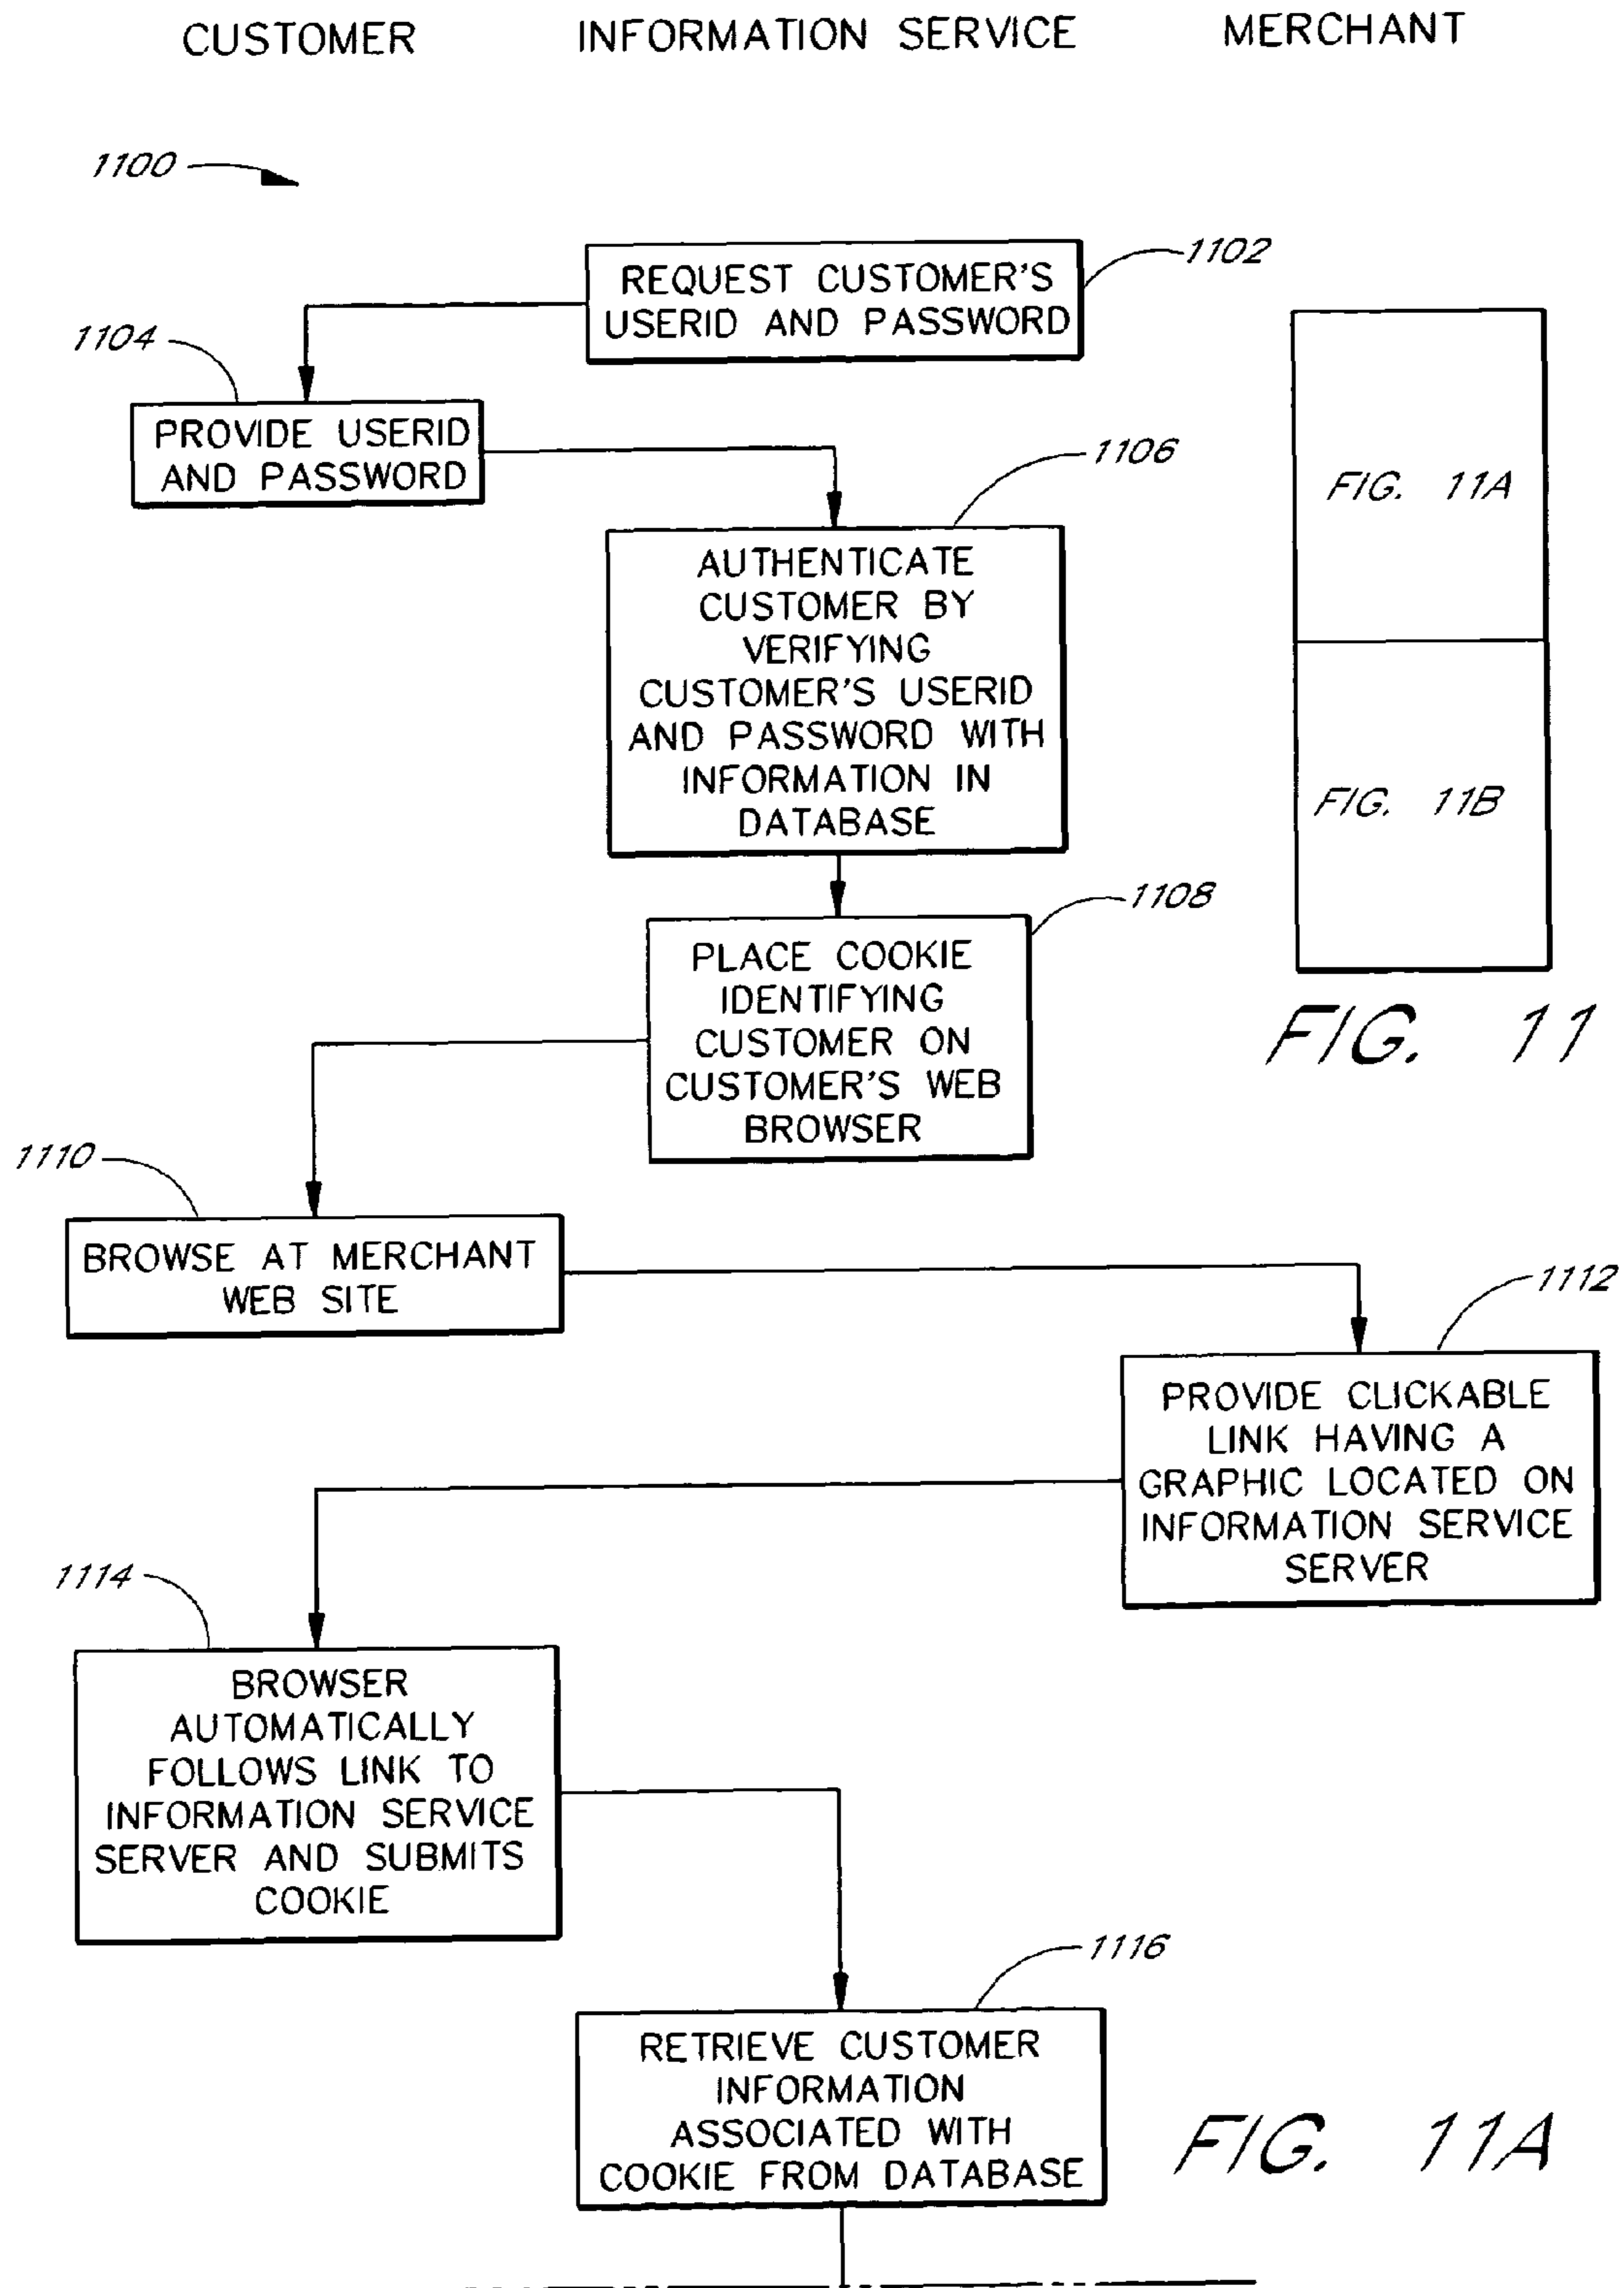 CUSTOMER INFORMATION SERVICE MERCHANT
1100
1102
REQUEST CUSTOMER'S
USERID AND PASSWORD
1104
PROVIDE USERID
AND PASSWORD
1106
AUTHENTICATE
CUSTOMER BY
VERIFYING
CUSTOMER'S USERID
AND PASSWORD WITH
INFORMATION IN
DATABASE
FIG. 11A
FIG. 11B
FIG. 11
1108
PLACE COOKIE
IDENTIFYING
CUSTOMER ON
CUSTOMER'S WEB
BROWSER
1110
BROWSE AT MERCHANT
WEB SITE
1112
PROVIDE CLICKABLE
LINK HAVING A
GRAPHIC LOCATED ON
INFORMATION SERVICE
SERVER
1114
BROWSER
AUTOMATICALLY
FOLLOWS LINK TO
INFORMATION SERVICE
SERVER AND SUBMITS
COOKIE
1116
RETRIEVE CUSTOMER
INFORMATION
ASSOCIATED WITH
COOKIE FROM DATABASE
FIG. 11A